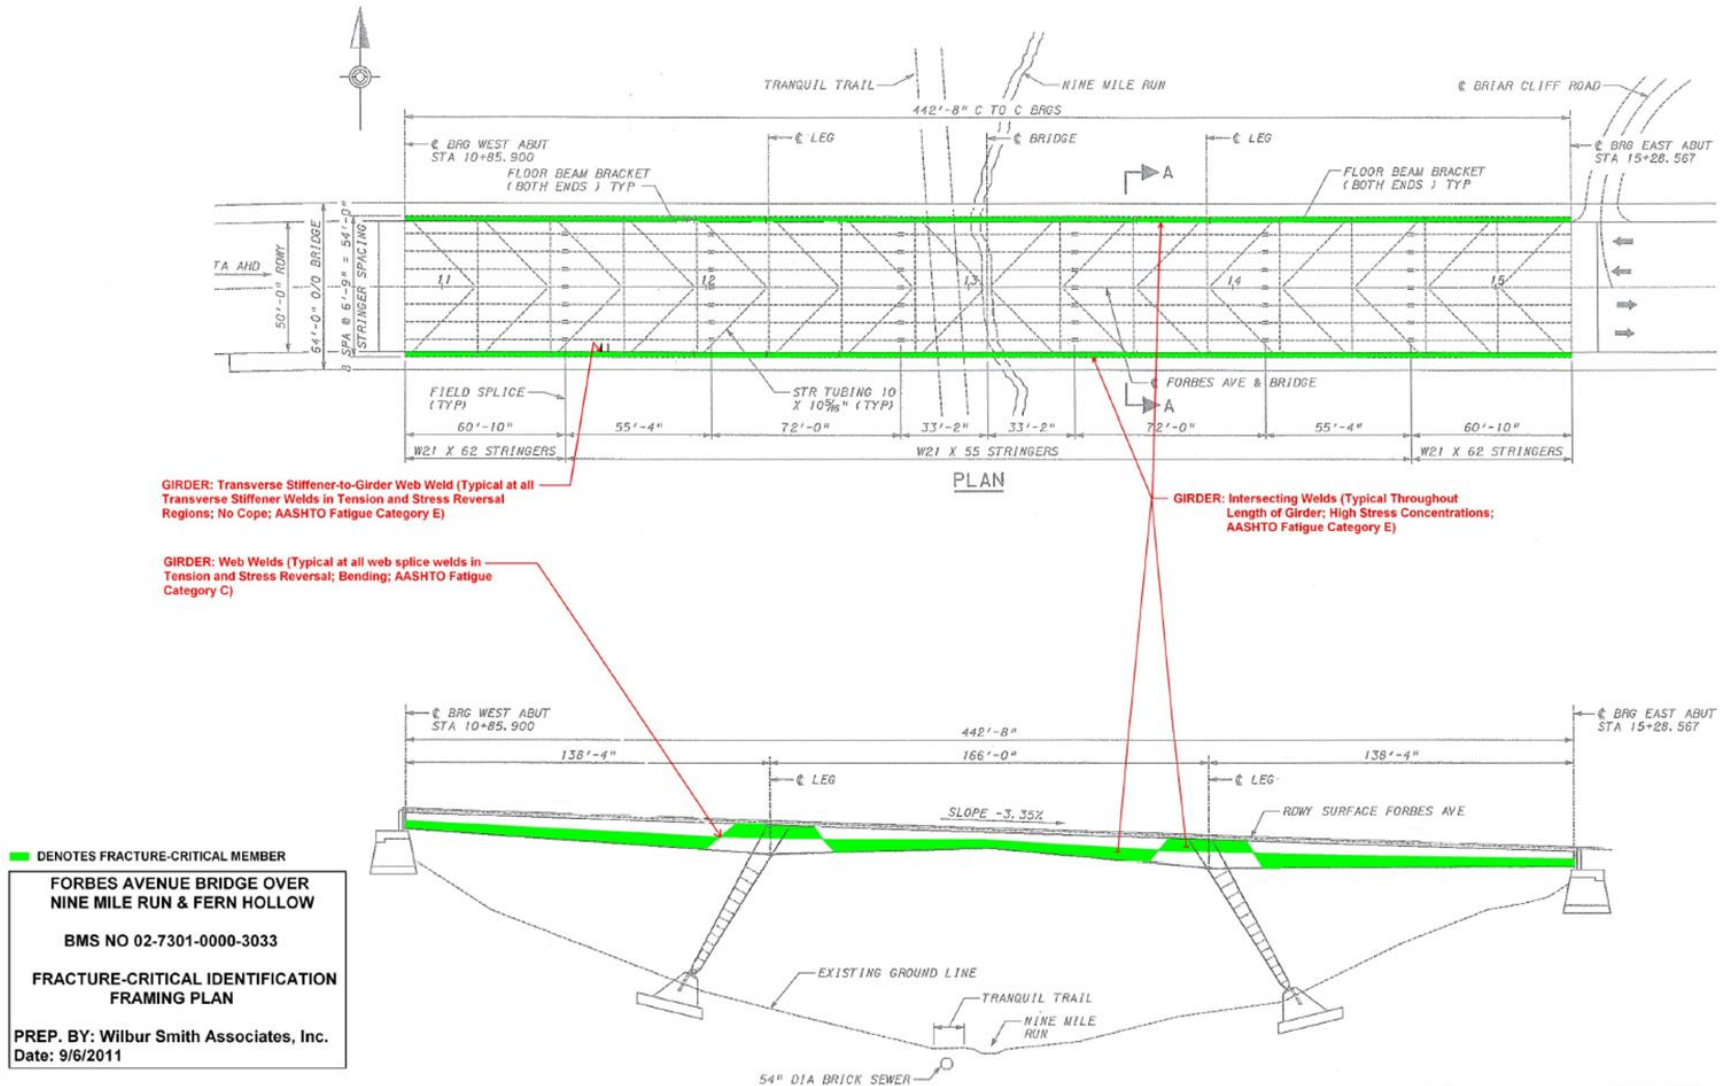 TRANQUIL TRAIL
NINE MILE RUN
℄ BRIAR CLIFF ROAD
442'-8" C TO C BRGS
℄ BRG WEST ABUT
STA 10+85.900
℄ LEG
℄ BRIDGE
℄ LEG
℄ BRG EAST ABUT
STA 15+28.567
FLOOR BEAM BRACKET
(BOTH ENDS) TYP
A
FLOOR BEAM BRACKET
(BOTH ENDS) TYP
TA AHD
50'-0" RDWY
64'-0" O/O BRIDGE
8 SPA @ 6'-9" = 54'-0"
STRINGER SPACING
11
12
13
14
15
FIELD SPLICE
(TYP)
STR TUBING 10
X 10 5/16" (TYP)
℄ FORBES AVE & BRIDGE
A
60'-10"
55'-4"
72'-0"
33'-2"
33'-2"
72'-0"
55'-4"
60'-10"
W21 X 62 STRINGERS
W21 X 55 STRINGERS
W21 X 62 STRINGERS
PLAN
GIRDER: Transverse Stiffener-to-Girder Web Weld (Typical at all
Transverse Stiffener Welds in Tension and Stress Reversal
Regions; No Cope; AASHTO Fatigue Category E)
GIRDER: Intersecting Welds (Typical Throughout
Length of Girder; High Stress Concentrations;
AASHTO Fatigue Category E)
GIRDER: Web Welds (Typical at all web splice welds in
Tension and Stress Reversal; Bending; AASHTO Fatigue
Category C)
℄ BRG WEST ABUT
STA 10+85.900
℄ BRG EAST ABUT
STA 15+28.567
442'-8"
138'-4"
166'-0"
138'-4"
℄ LEG
℄ LEG
SLOPE -3.35%
RDWY SURFACE FORBES AVE
DENOTES FRACTURE-CRITICAL MEMBER
FORBES AVENUE BRIDGE OVER
NINE MILE RUN & FERN HOLLOW
BMS NO 02-7301-0000-3033
FRACTURE-CRITICAL IDENTIFICATION
FRAMING PLAN
PREP. BY: Wilbur Smith Associates, Inc.
Date: 9/6/2011
EXISTING GROUND LINE
TRANQUIL TRAIL
NINE MILE
RUN
54" DIA BRICK SEWER